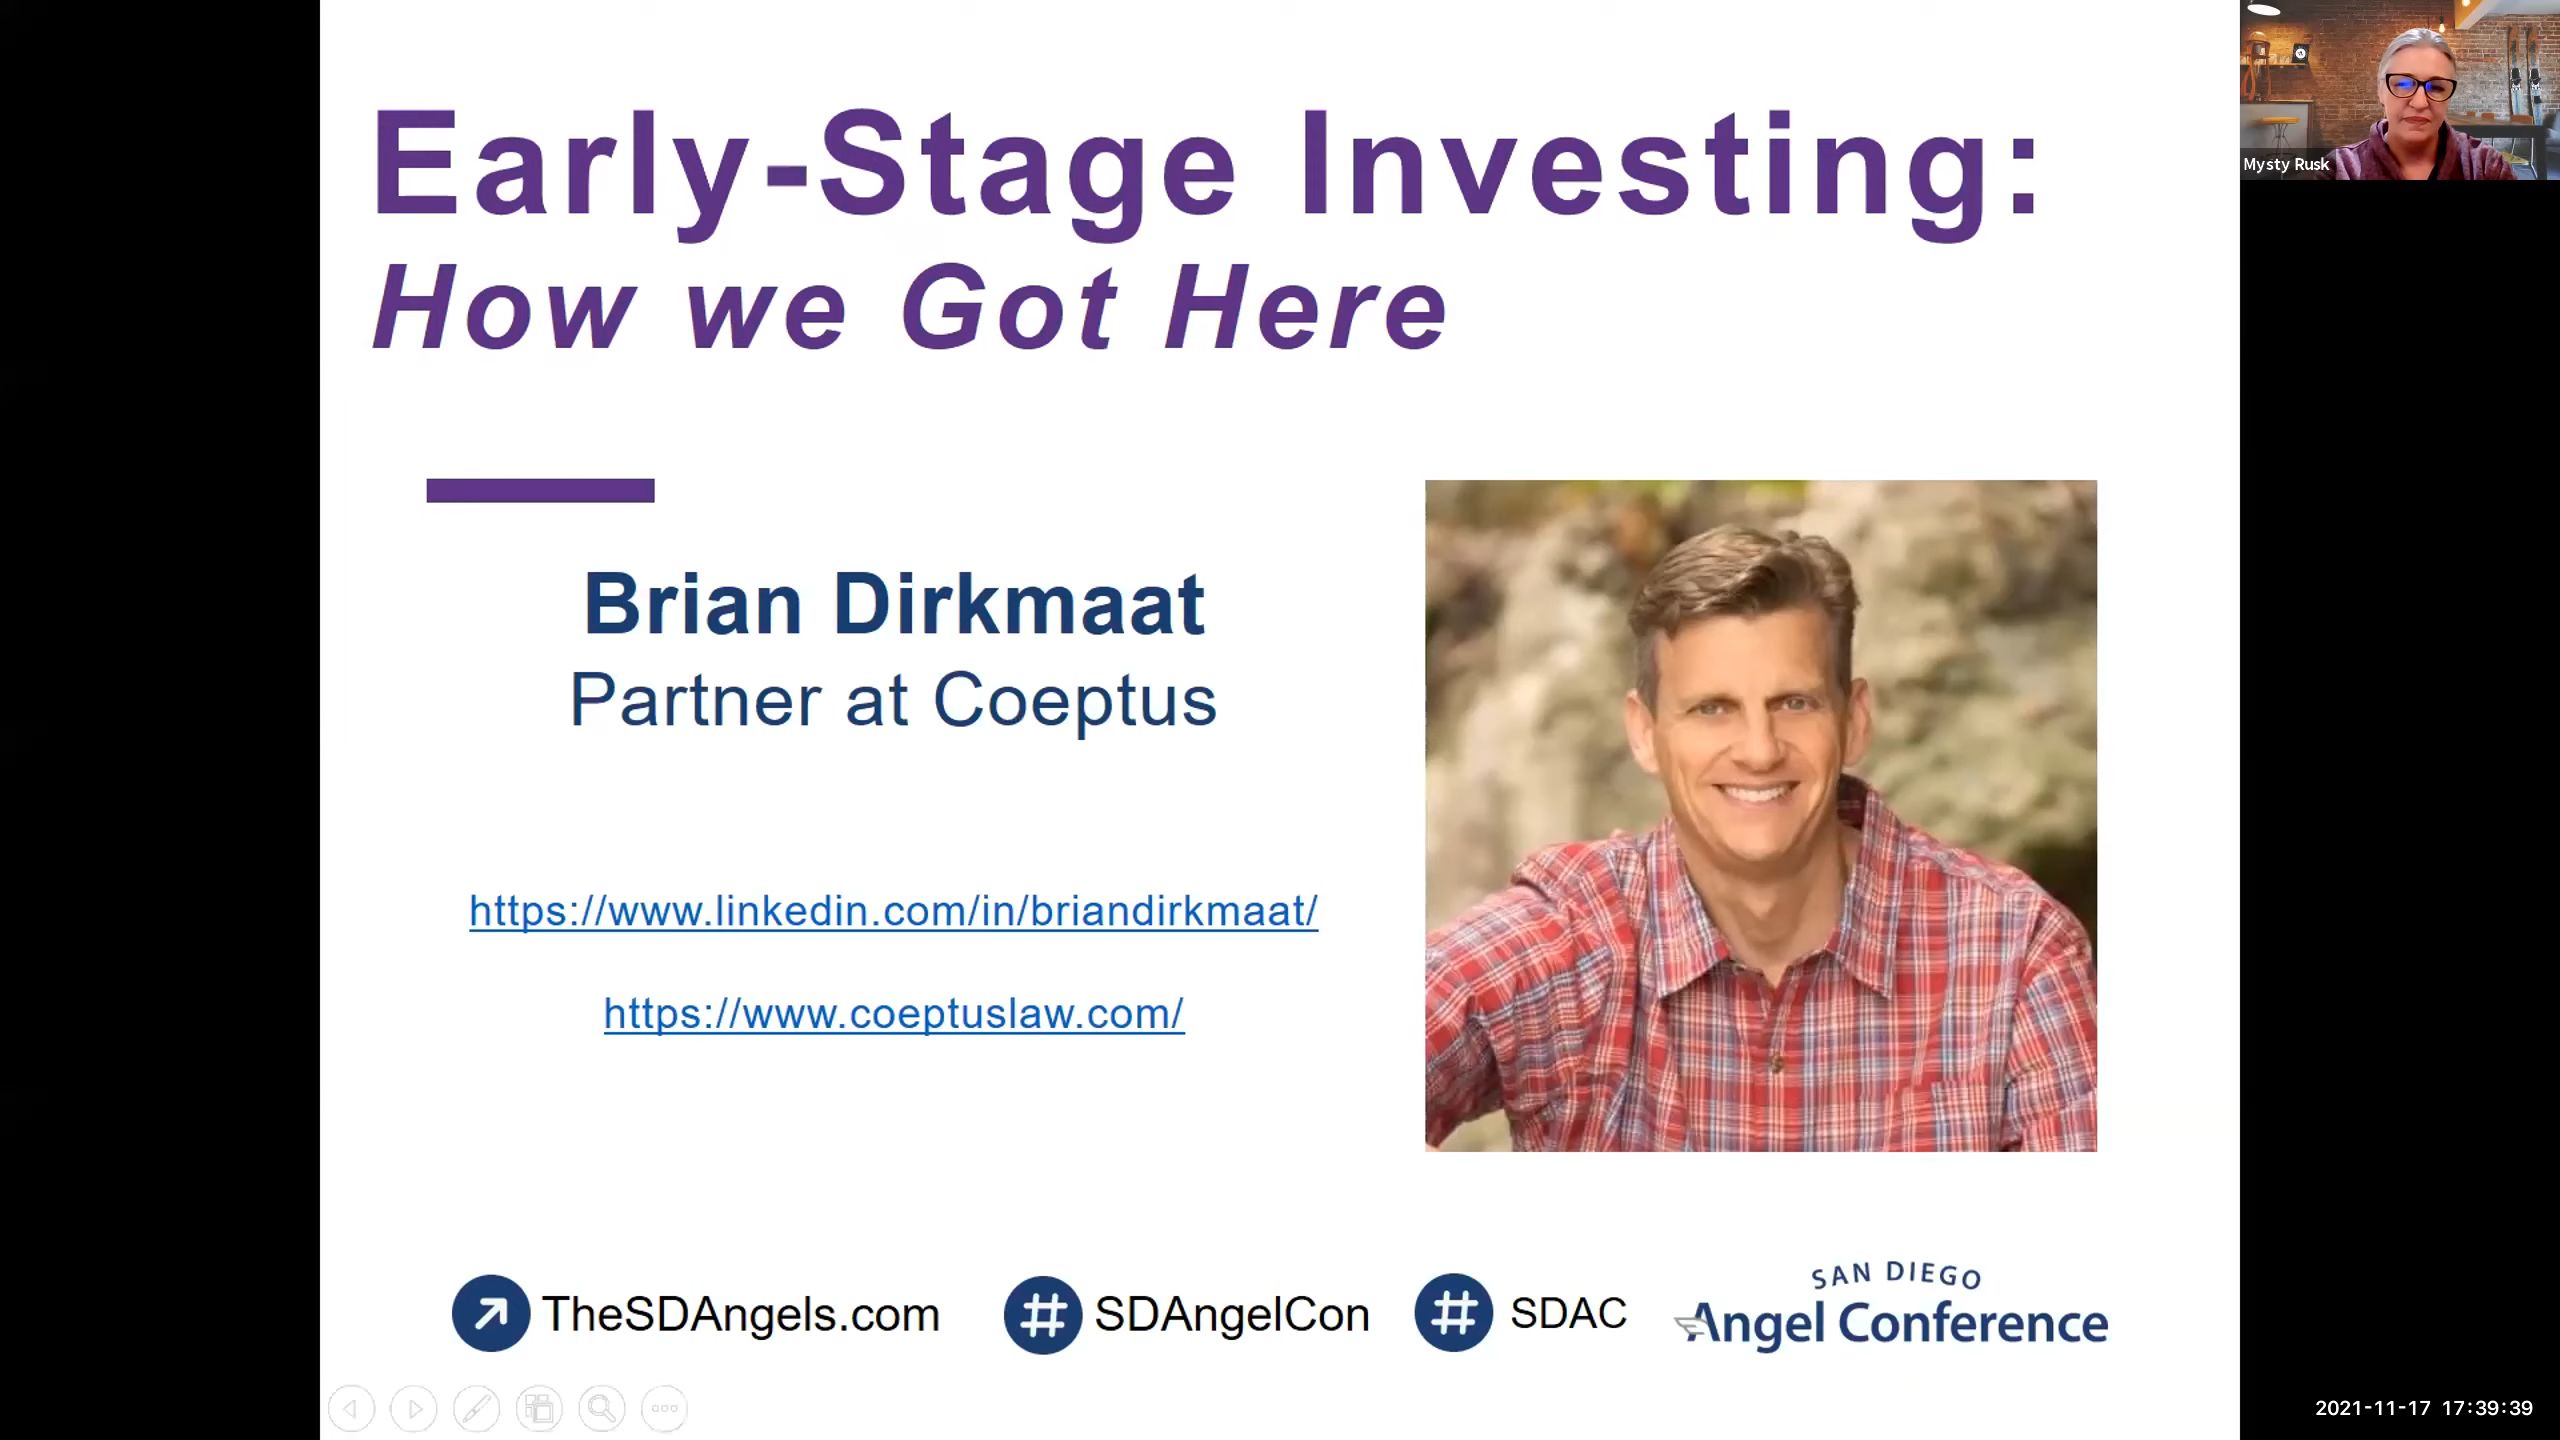 Early-Stage Investing:
How we Got Here
Mysty Rusk
Brian Dirkmaat
Partner at Coeptus
https://www.linkedin.com/in/briandirkmaat/
https://www.coeptuslaw.com/
TheSDAngels.com
# SDAngelCon
# SDAC
SAN DIEGO
Angel Conference
2021-11-17 17:39:39